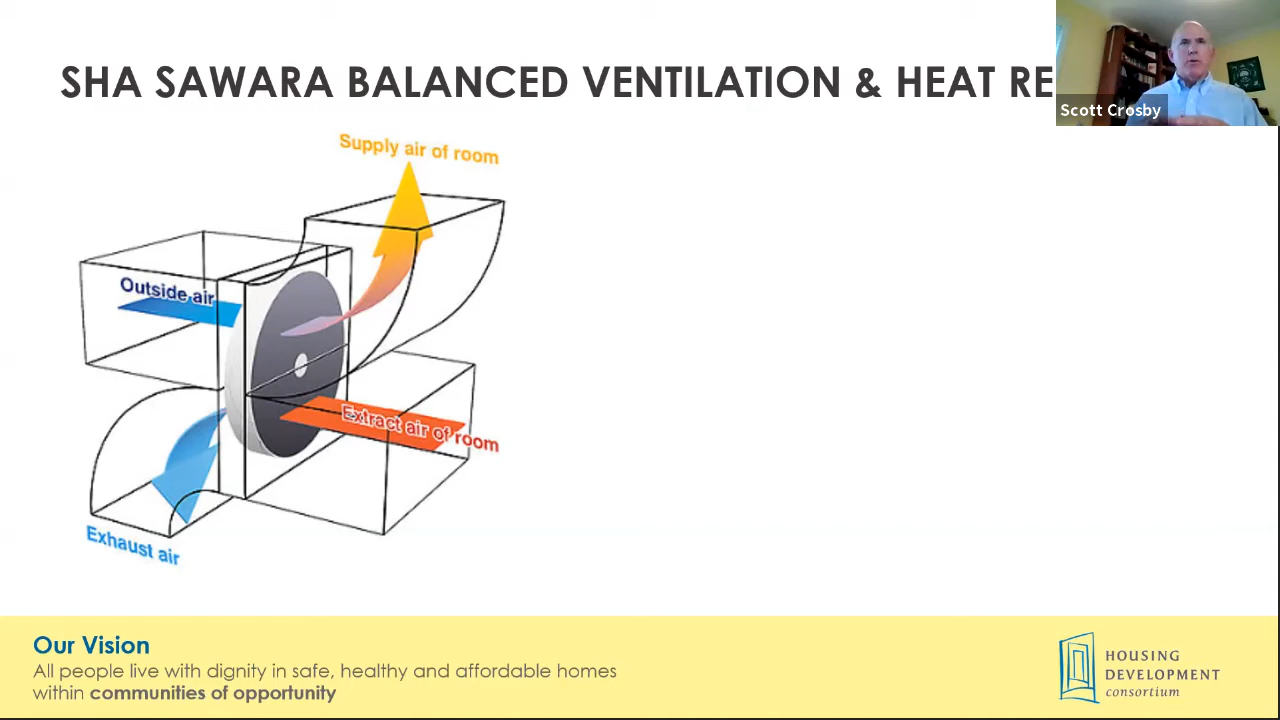 SHA SAWARA BALANCED VENTILATION & HEAT RE
Scott Crosby
Supply air of room
Outside air
Extract air of room
Exhaust air
Our Vision
All people live with dignity in safe, healthy and affordable homes
within communities of opportunity
HOUSING
DEVELOPMENT
consortium